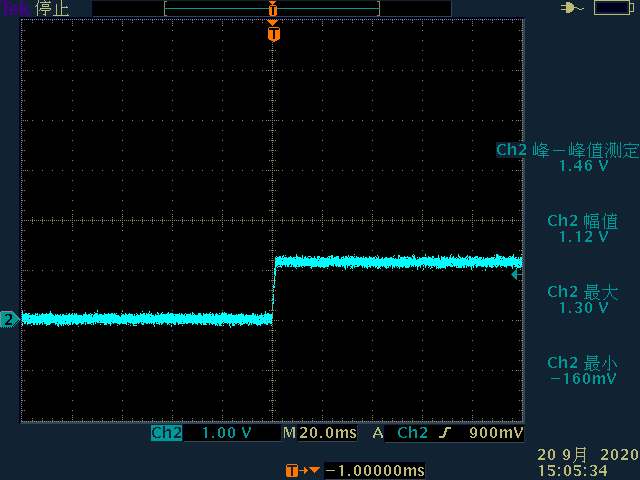 Tek 停止
T
T
Ch2 峰－峰值测定
1.46 V
Ch2 幅值
1.12 V
Ch2 最大
1.30 V
Ch2 最小
−160mV
2
Ch2 1.00 V M 20.0ms A Ch2 900mV
T −1.00000ms
20 9月 2020
15:05:34